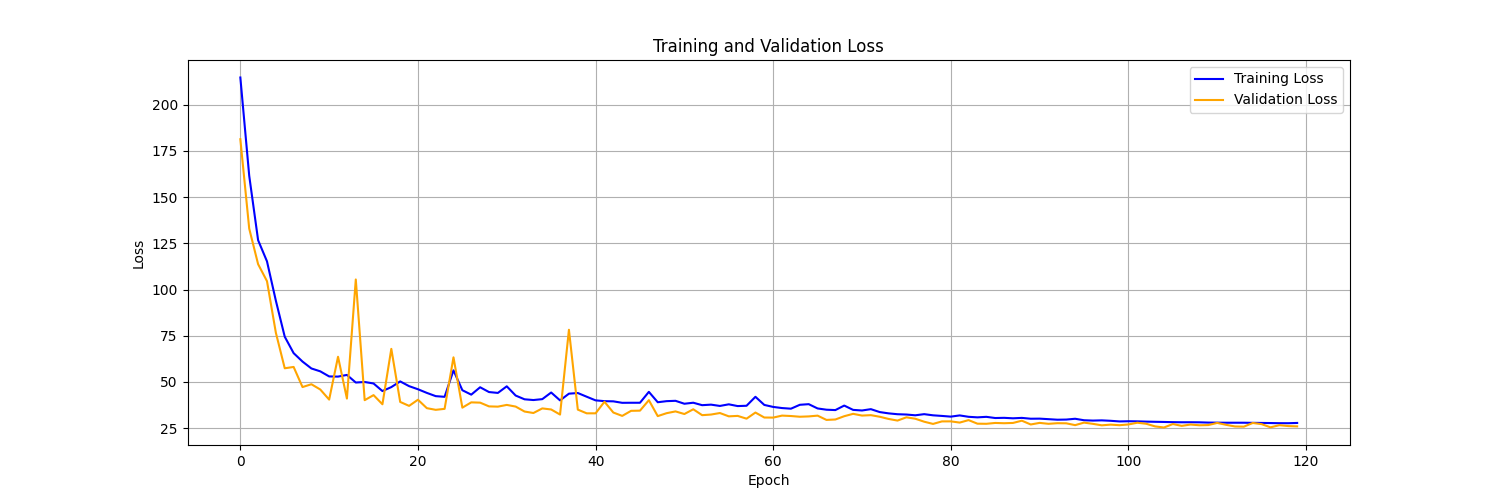 Training and Validation Loss
Training Loss
Validation Loss
200
175
150
125
100
75
50
25
Loss
0 20 40 60 80 100 120
Epoch